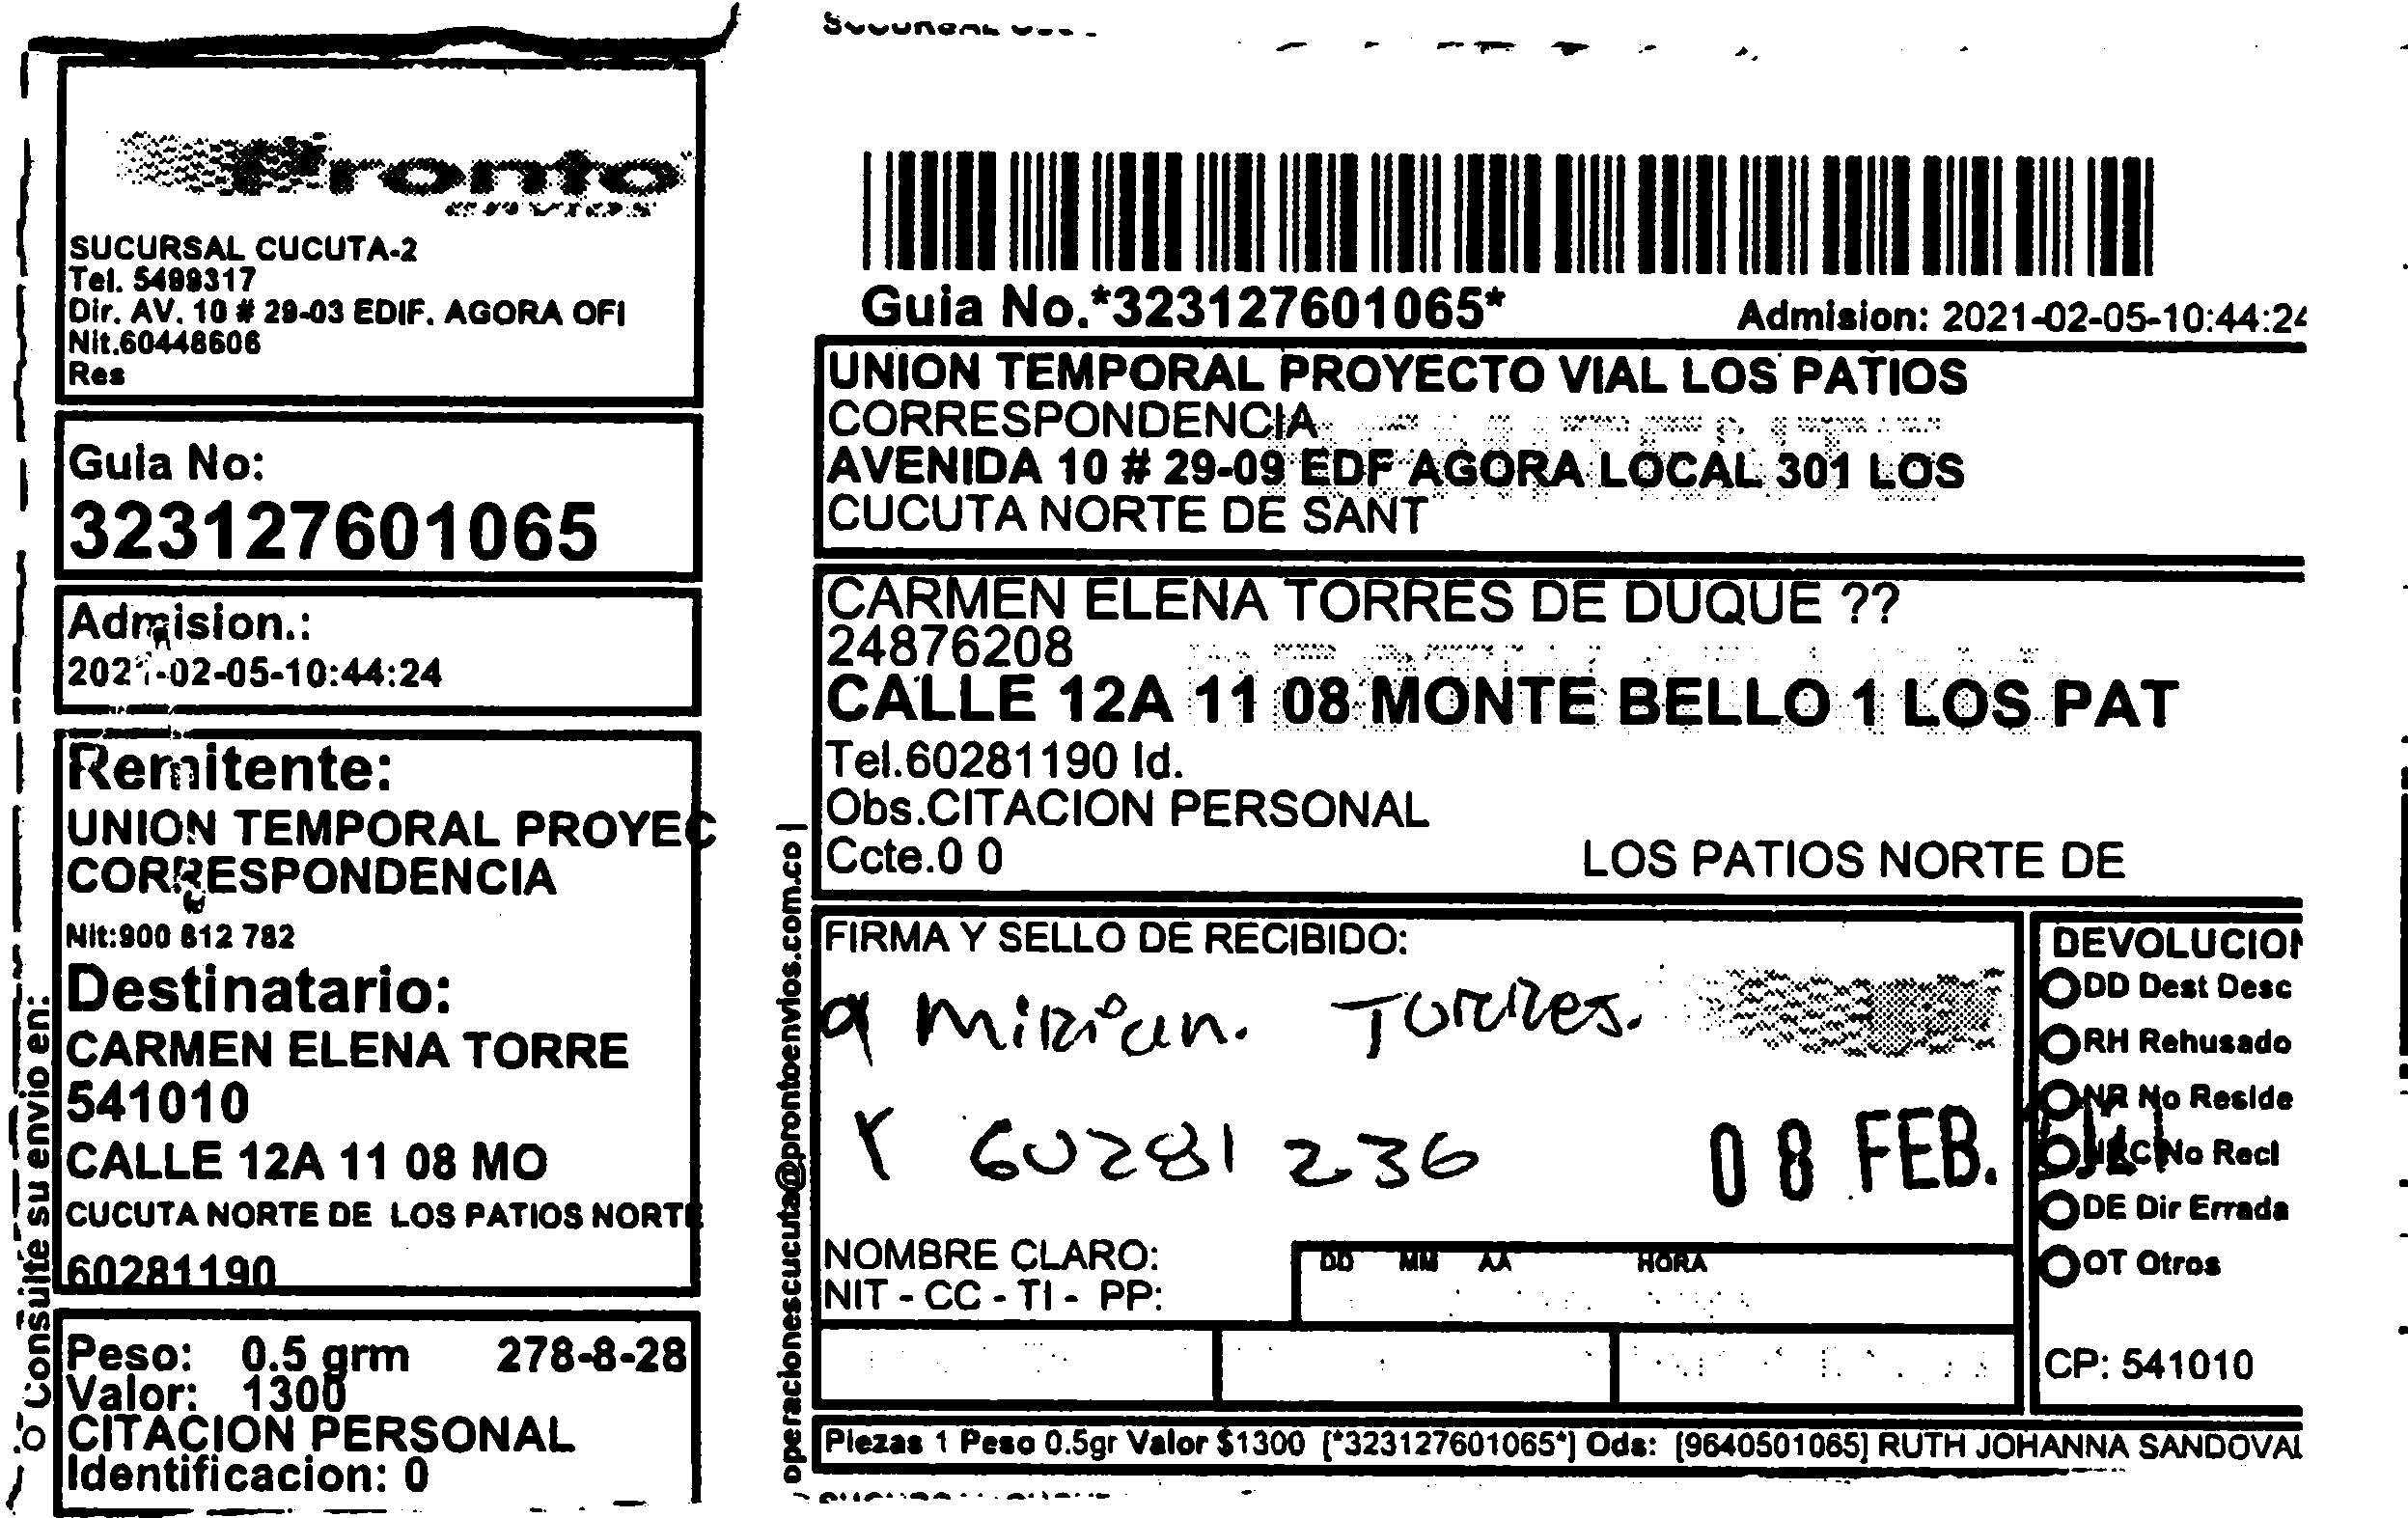 Pronto
envios
SUCURSAL CUCUTA-2
Tel. 5499317
Dir. AV. 10 # 29-03 EDIF. AGORA OFI
Nit.60448606
Res
Guia No:
323127601065
Admision.:
2021-02-05-10:44:24
Remitente:
UNION TEMPORAL PROYEC
CORRESPONDENCIA
Nit:900 812 782
Destinatario:
CARMEN ELENA TORRE
541010
CALLE 12A 11 08 MO
CUCUTA NORTE DE LOS PATIOS NORTE
60281190
Peso: 0.5 grm 278-8-28
Valor: 1300
CITACION PERSONAL
Identificacion: 0
Consulte su envio en:
operacionescucuta@prontoenvios.com.co |
SUCURSAL
Guia No.*323127601065*
Admision: 2021-02-05-10:44:24
UNION TEMPORAL PROYECTO VIAL LOS PATIOS
CORRESPONDENCIA
AVENIDA 10 # 29-09 EDF AGORA LOCAL 301 LOS
CUCUTA NORTE DE SANT
CARMEN ELENA TORRES DE DUQUE ??
24876208
CALLE 12A 11 08 MONTE BELLO 1 LOS PAT
Tel.60281190 Id.
Obs.CITACION PERSONAL
Ccte.0 0
LOS PATIOS NORTE DE
FIRMA Y SELLO DE RECIBIDO:
Mirian. Torres.
60281236
08 FEB. 2021
NOMBRE CLARO:
NIT - CC - TI - PP:
DD MM AA HORA
DEVOLUCION
DD Dest Desc
RH Rehusado
NR No Reside
No Recl
DE Dir Errada
OT Otros
CP: 541010
Piezas 1 Peso 0.5gr Valor $1300 [*323127601065*] Ods: [9640501065] RUTH JOHANNA SANDOVAL